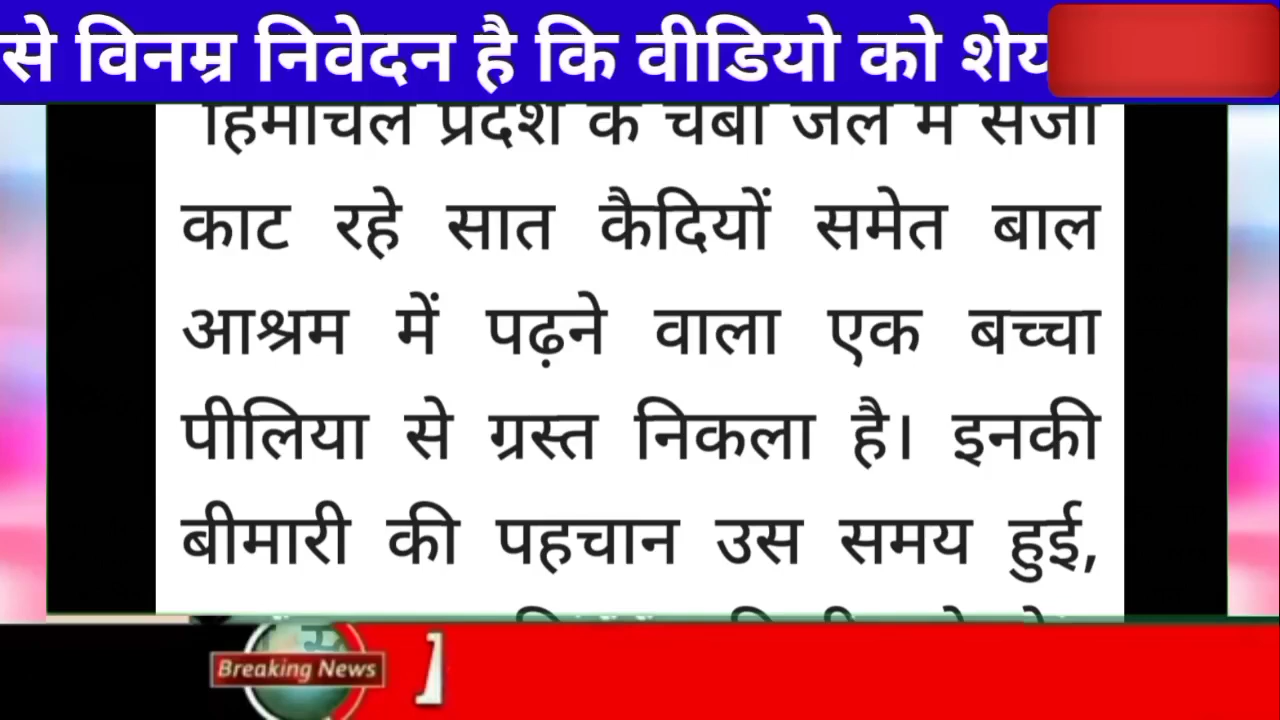 से विनम्र निवेदन है कि वीडियो को शेय
हिमाचल प्रदेश के चंबा जेल में सजा
काट रहे सात कैदियों समेत बाल
आश्रम में पढ़ने वाला एक बच्चा
पीलिया से ग्रस्त निकला है। इनकी
बीमारी की पहचान उस समय हुई,
Breaking News